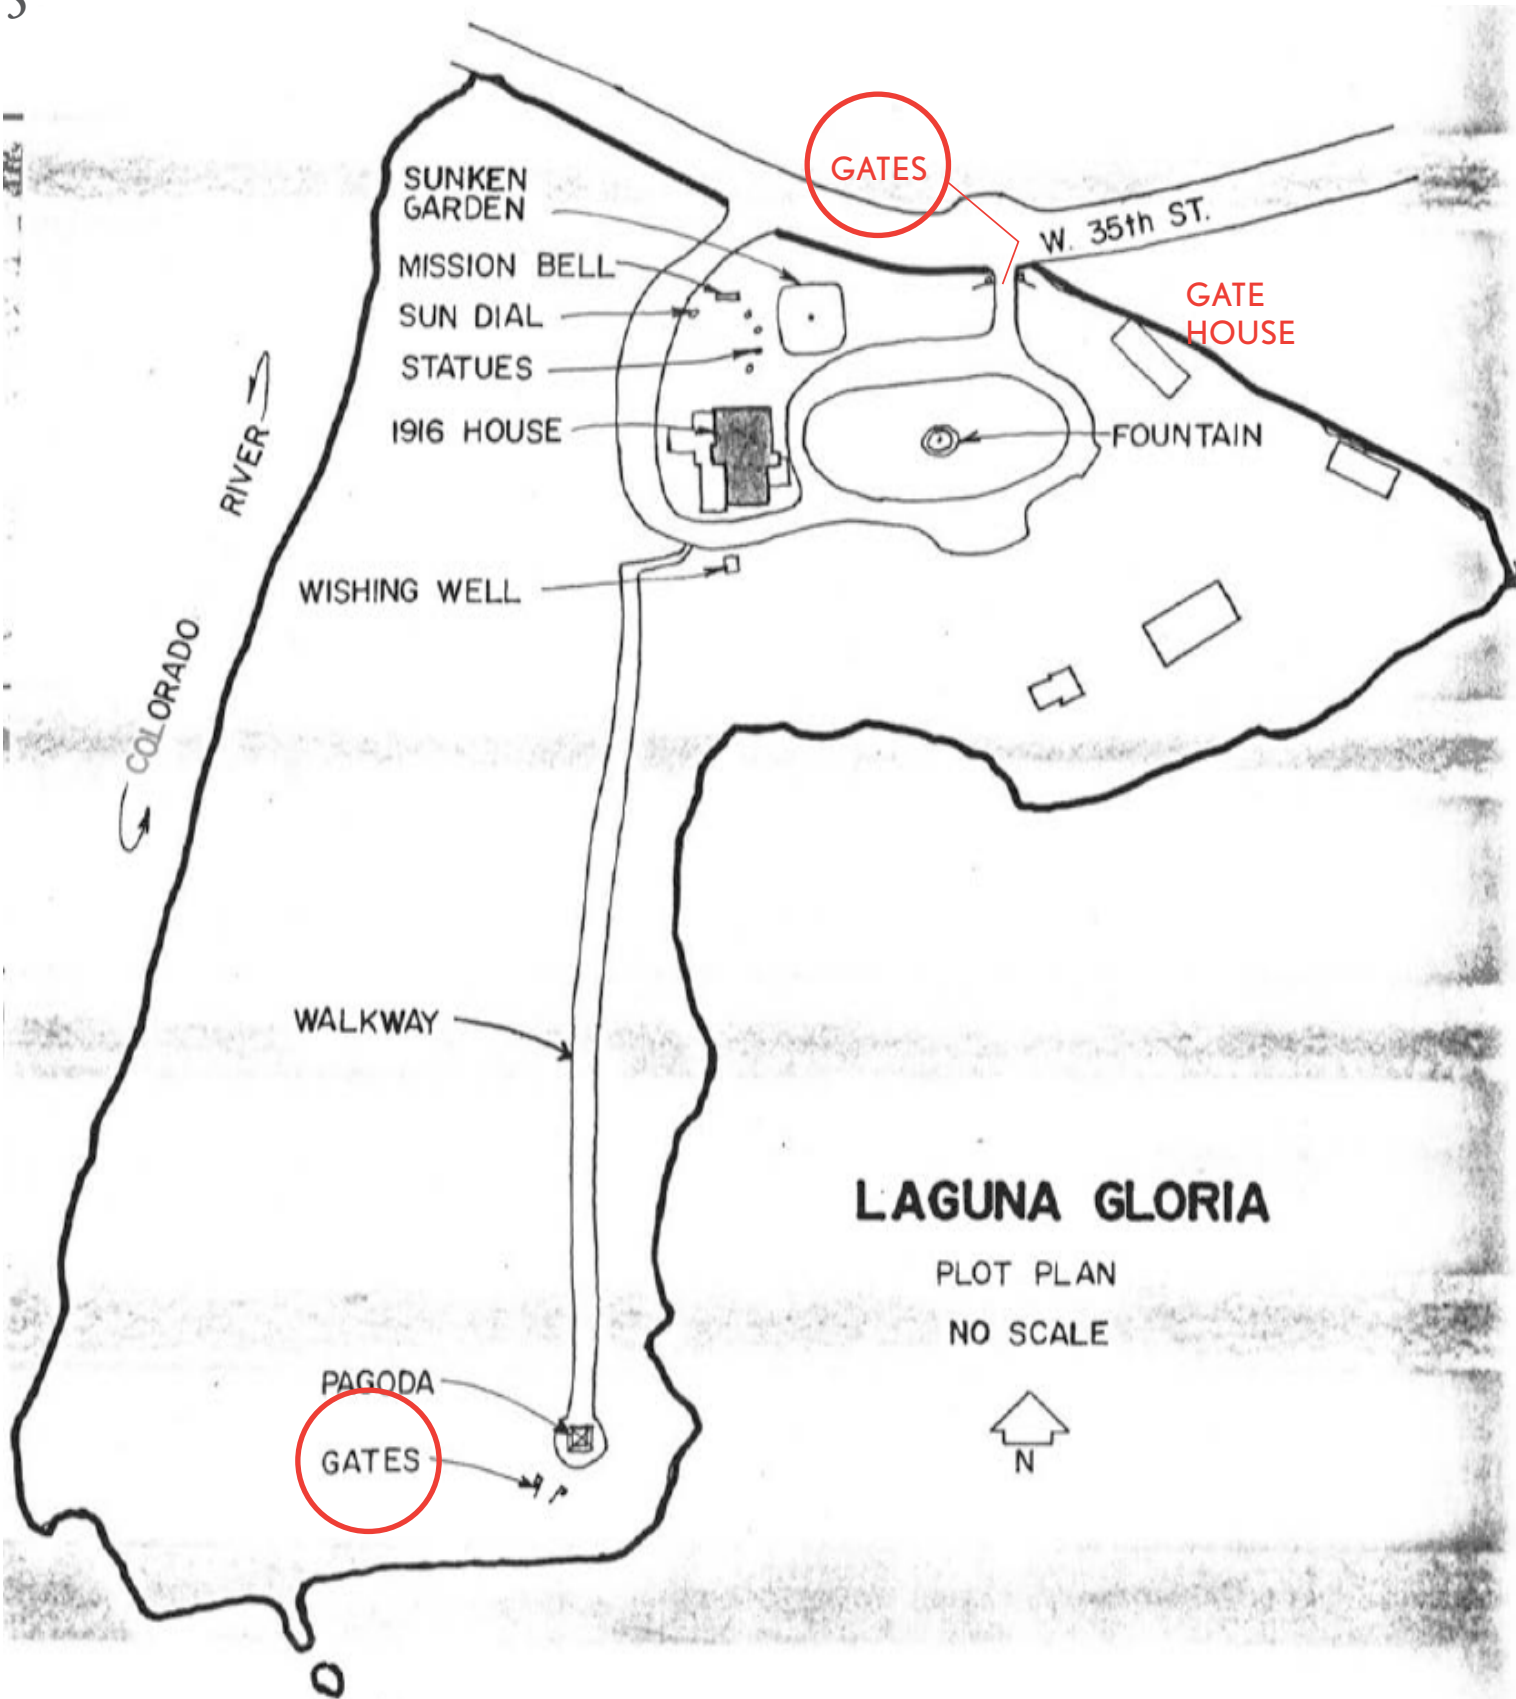 5
GATES
SUNKEN
GARDEN
W. 35th ST.
MISSION BELL
GATE
HOUSE
SUN DIAL
STATUES
1916 HOUSE
FOUNTAIN
COLORADO RIVER
WISHING WELL
WALKWAY
LAGUNA GLORIA
PLOT PLAN
NO SCALE
PAGODA
GATES
N